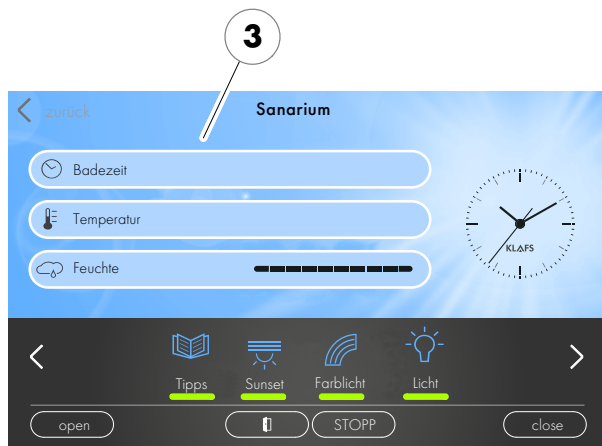 3
zurück
Sanarium
Badezeit
Temperatur
Feuchte
KLAFS
Tipps
Sunset
Farblicht
Licht
open
STOPP
close